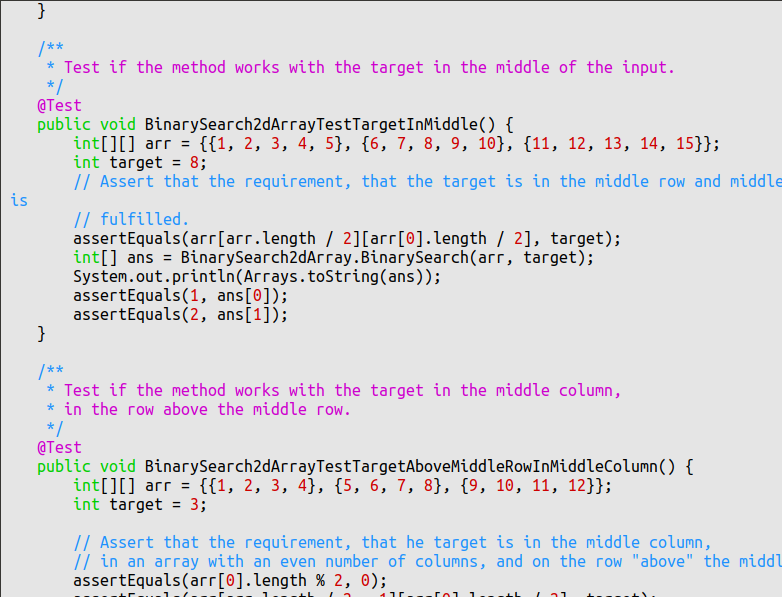 }
/**
* Test if the method works with the target in the middle of the input.
*/
@Test
public void BinarySearch2dArrayTestTargetInMiddle() {
int[][] arr = {{1, 2, 3, 4, 5}, {6, 7, 8, 9, 10}, {11, 12, 13, 14, 15}};
int target = 8;
// Assert that the requirement, that the target is in the middle row and middle
is
// fulfilled.
assertEquals(arr[arr.length / 2][arr[0].length / 2], target);
int[] ans = BinarySearch2dArray.BinarySearch(arr, target);
System.out.println(Arrays.toString(ans));
assertEquals(1, ans[0]);
assertEquals(2, ans[1]);
}
/**
* Test if the method works with the target in the middle column,
* in the row above the middle row.
*/
@Test
public void BinarySearch2dArrayTestTargetAboveMiddleRowInMiddleColumn() {
int[][] arr = {{1, 2, 3, 4}, {5, 6, 7, 8}, {9, 10, 11, 12}};
int target = 3;
// Assert that the requirement, that he target is in the middle column,
// in an array with an even number of columns, and on the row "above" the middl
assertEquals(arr[0].length % 2, 0);